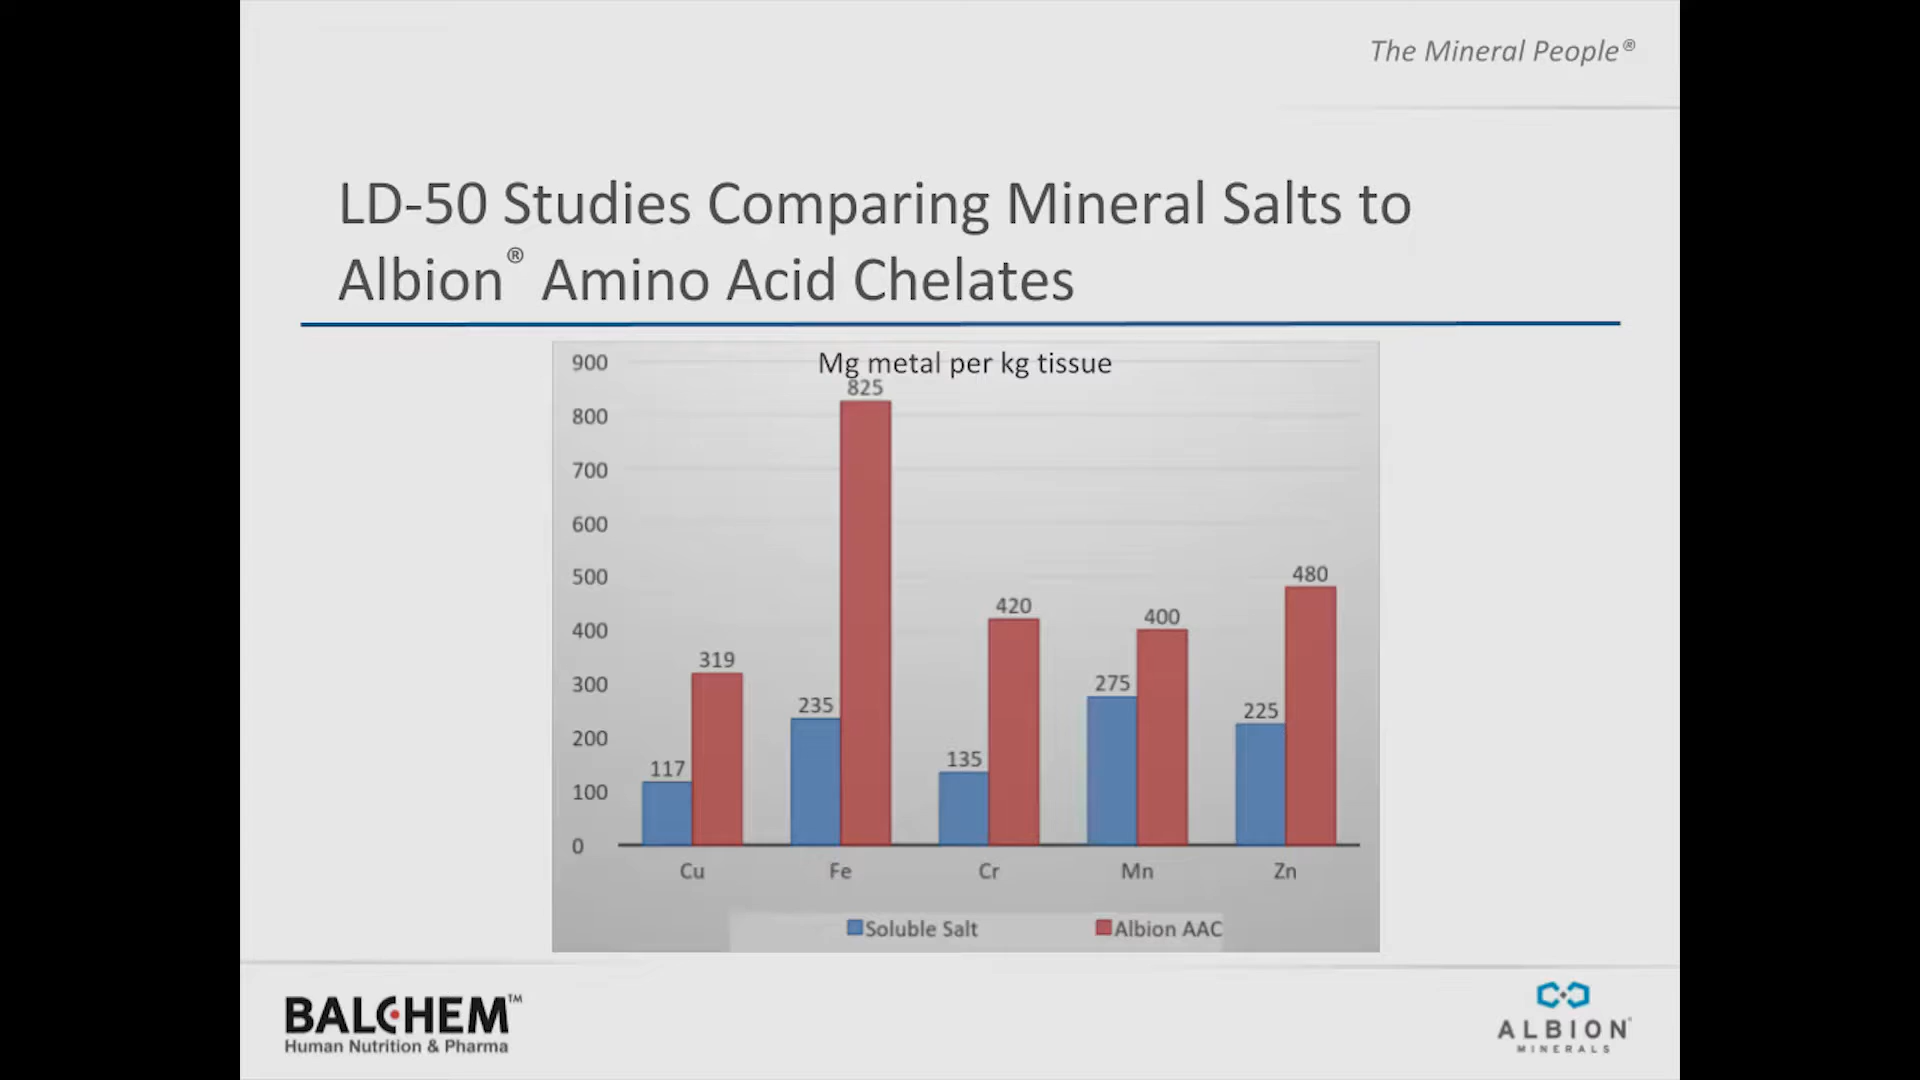 The Mineral People®
LD-50 Studies Comparing Mineral Salts to
Albion® Amino Acid Chelates
Mg metal per kg tissue
900
800
700
600
500
400
300
200
100
0
117
319
235
825
135
420
275
400
225
480
Cu
Fe
Cr
Mn
Zn
Soluble Salt
Albion AAC
BALCHEM™
Human Nutrition & Pharma
ALBION®
MINERALS